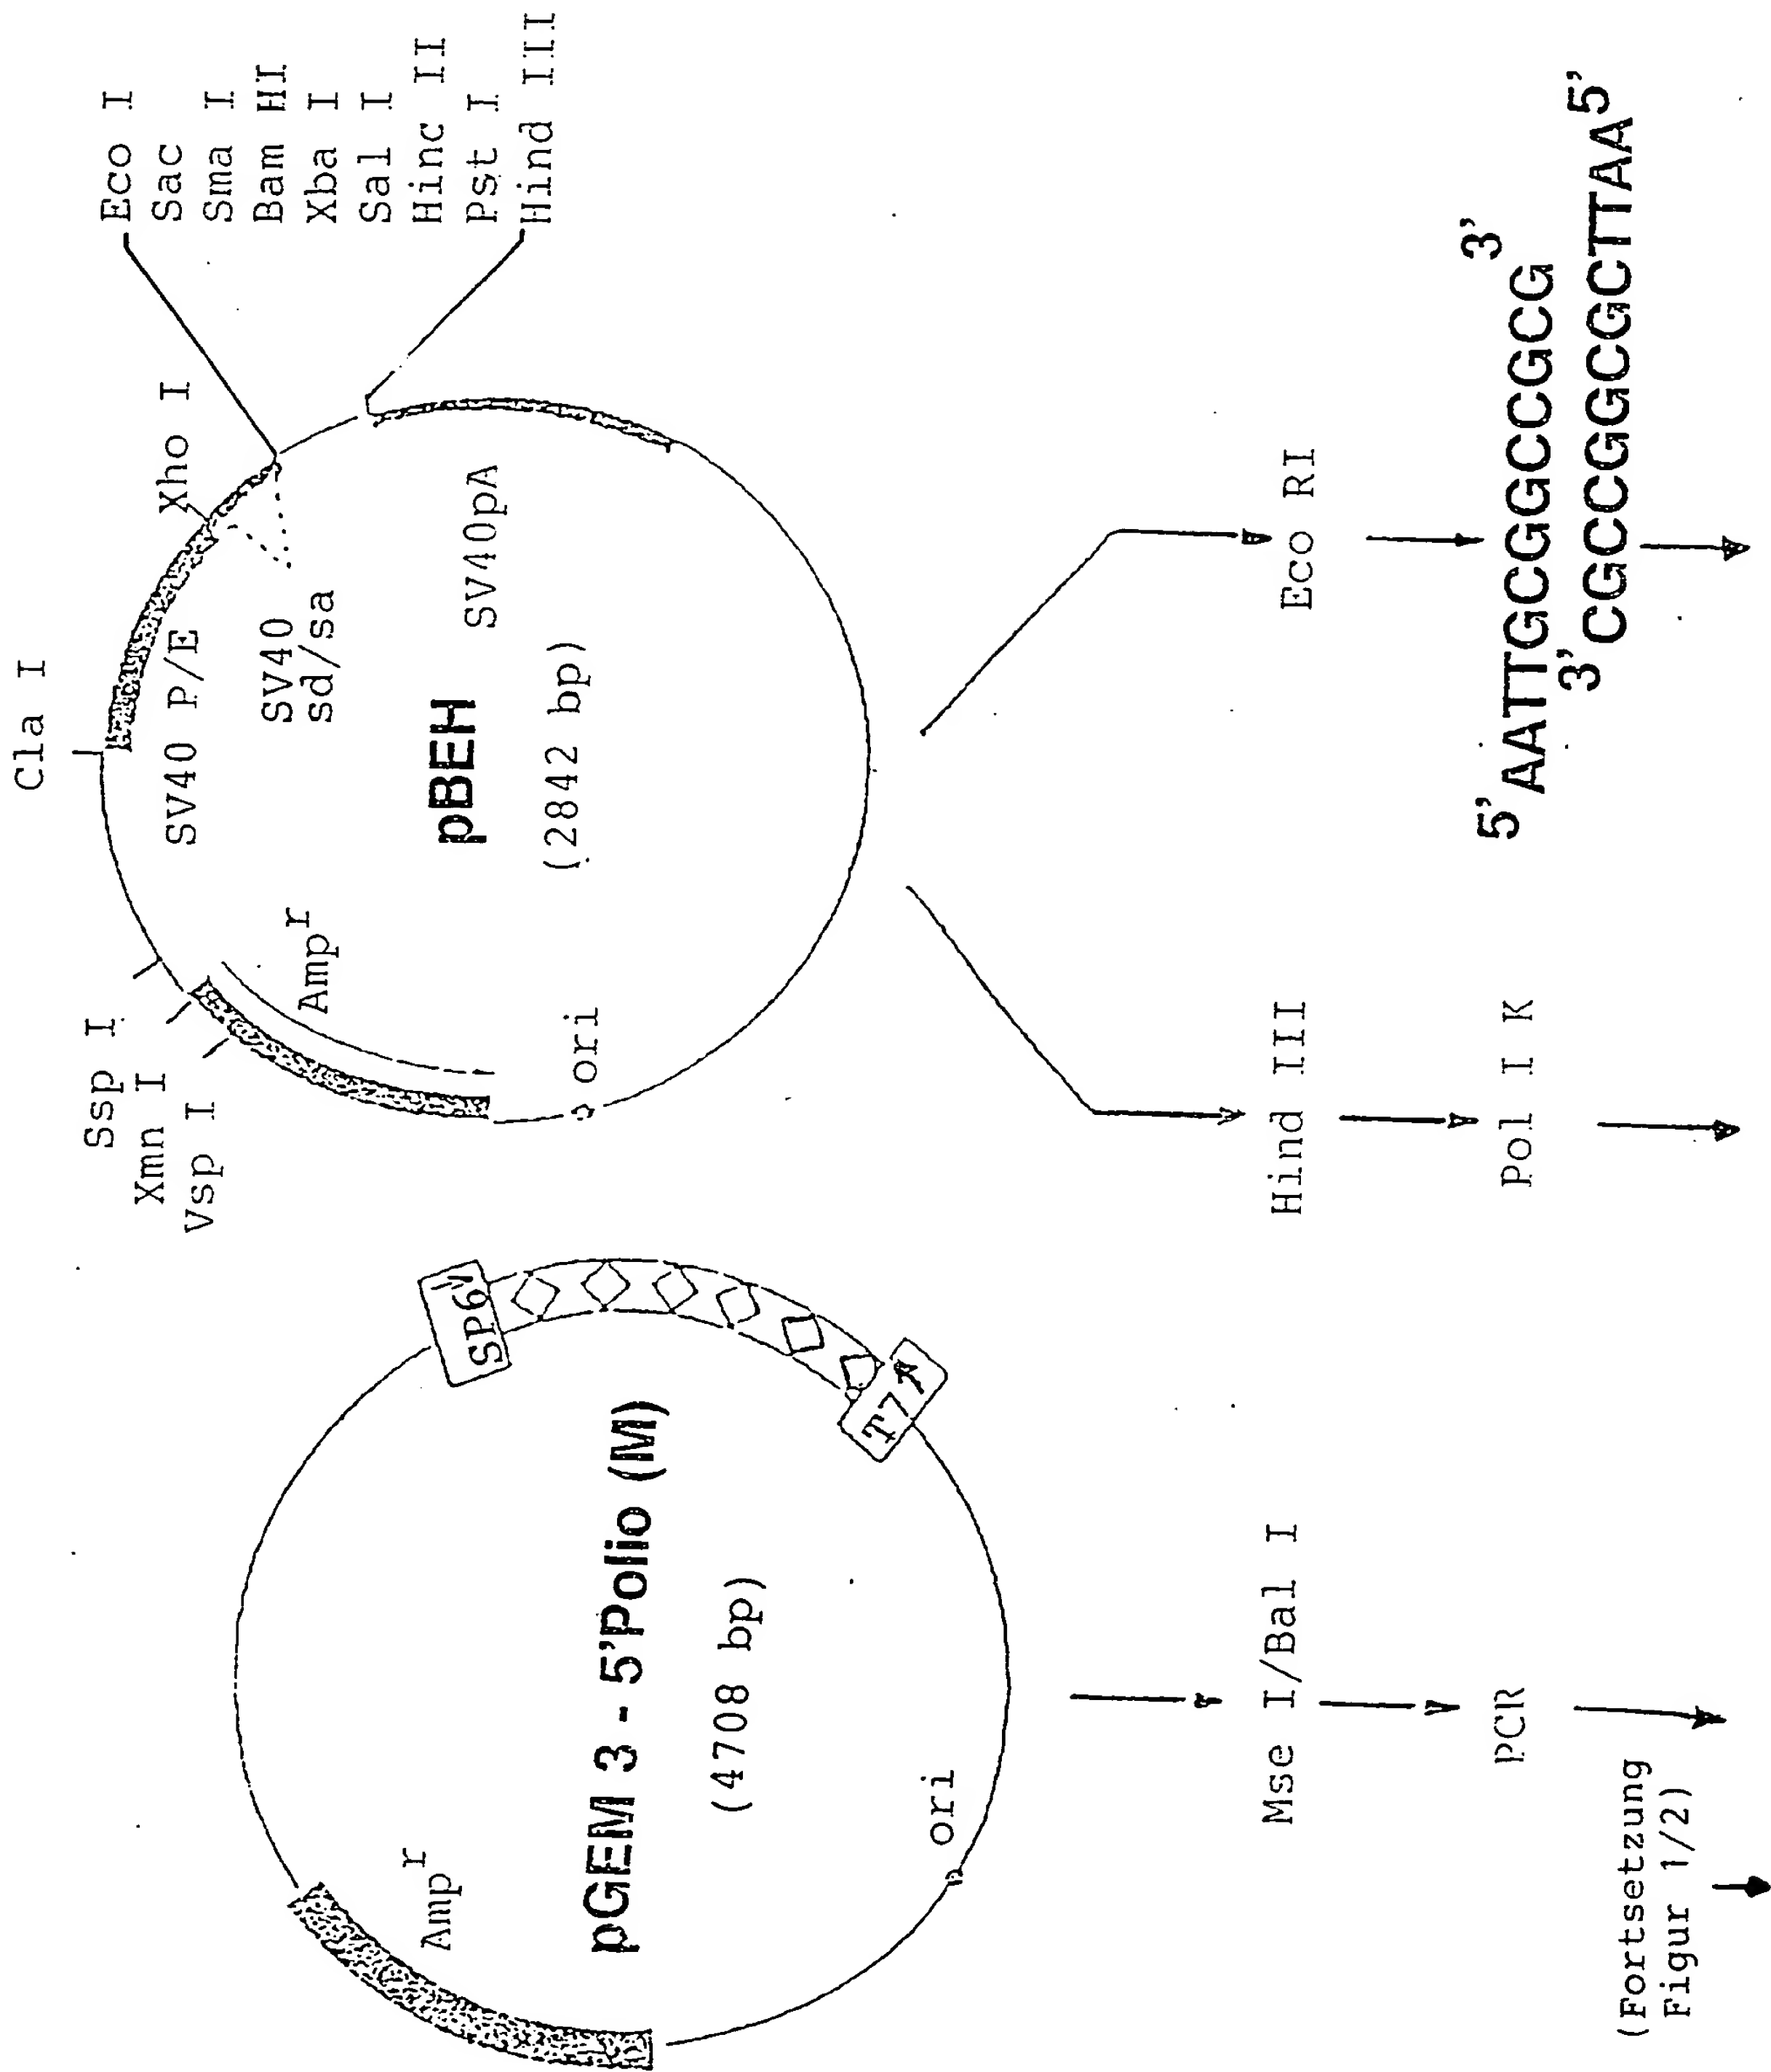 Eco I
Sac
Sma I
Bam HI
Xba I
Sal I
Hinc II
Pst I
Hind III
Cla I
Xho I
SV40 P/E
SV40
sd/sa
SV40pA
pBEH
(2842 bp)
Ssp I
Xmn I
Vsp I
Amp r
ori
SP6
T7
pGEM 3 - 5'Polio (M)
(4708 bp)
Amp r
ori
Mse I/Bal I
PCR
Hind III
Pol I K
Eco RI
5' AATTGCGGCCGCG 3'
3' CGCCGGCGCTTAA 5'
(Fortsetzung
Figur 1/2)